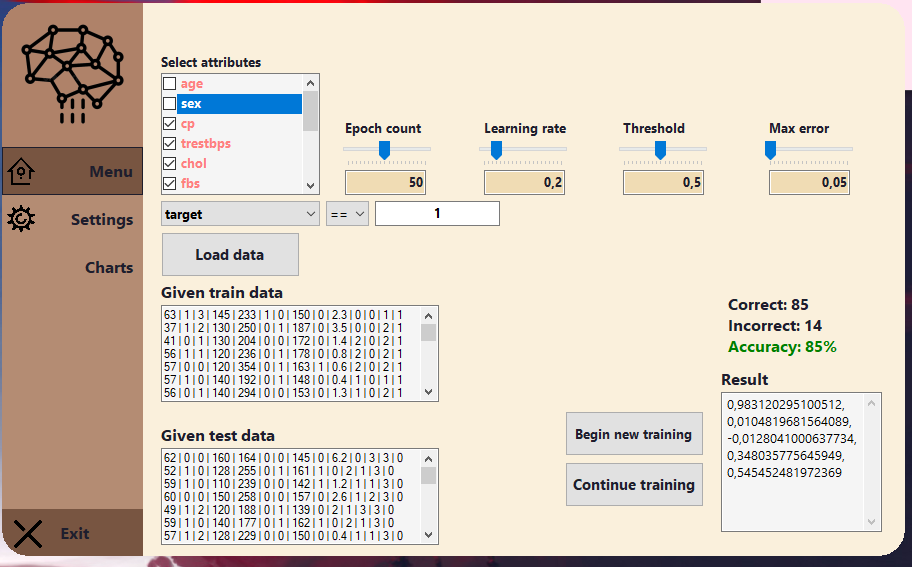 Select attributes
age
sex
cp
trestbps
chol
fbs
Epoch count
50
Learning rate
0,2
Threshold
0,5
Max error
0,05
Menu
Settings
Charts
Exit
target
==
1
Load data
Given train data
63|1|3|145|233|1|0|150|0|2.3|0|0|1|1
37|1|2|130|250|0|1|187|0|3.5|0|0|2|1
41|0|1|130|204|0|0|172|0|1.4|2|0|2|1
56|1|1|120|236|0|1|178|0|0.8|2|0|2|1
57|0|0|120|354|0|1|163|1|0.6|2|0|2|1
57|1|0|140|192|0|1|148|0|0.4|1|0|1|1
56|0|1|140|294|0|0|153|0|1.3|1|0|2|1
Given test data
62|0|0|160|164|0|0|145|0|6.2|0|3|3|0
52|1|0|128|255|0|1|161|1|0|2|1|3|0
59|1|0|110|239|0|0|142|1|1.2|1|1|3|0
60|0|0|150|258|0|0|157|0|2.6|1|2|3|0
49|1|2|120|188|0|1|139|0|2|1|3|3|0
59|1|0|140|177|0|1|162|1|0|2|1|3|0
57|1|2|128|229|0|0|150|0|0.4|1|1|3|0
Begin new training
Continue training
Correct: 85
Incorrect: 14
Accuracy: 85%
Result
0,983120295100512,
0,0104819681564089,
-0,0128041000637734,
0,348035775645949,
0,545452481972369